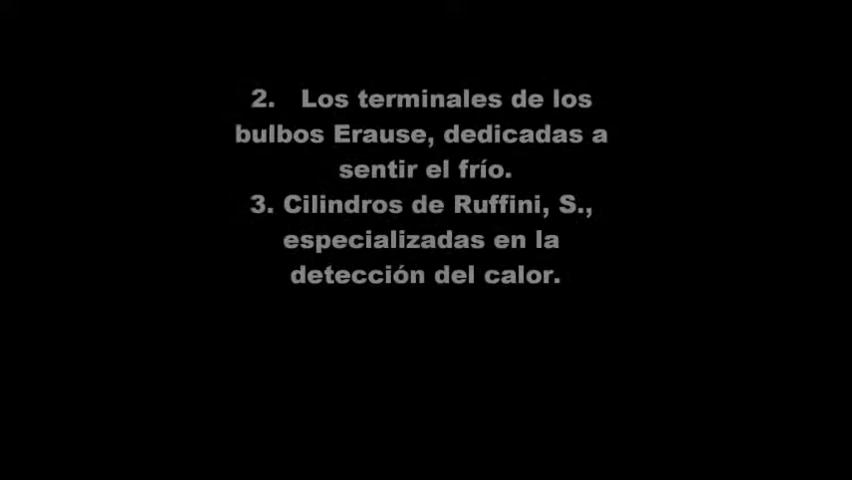 2.   Los terminales de los
bulbos Erause, dedicadas a
sentir el frío.
3. Cilindros de Ruffini, S.,
especializadas en la
detección del calor.